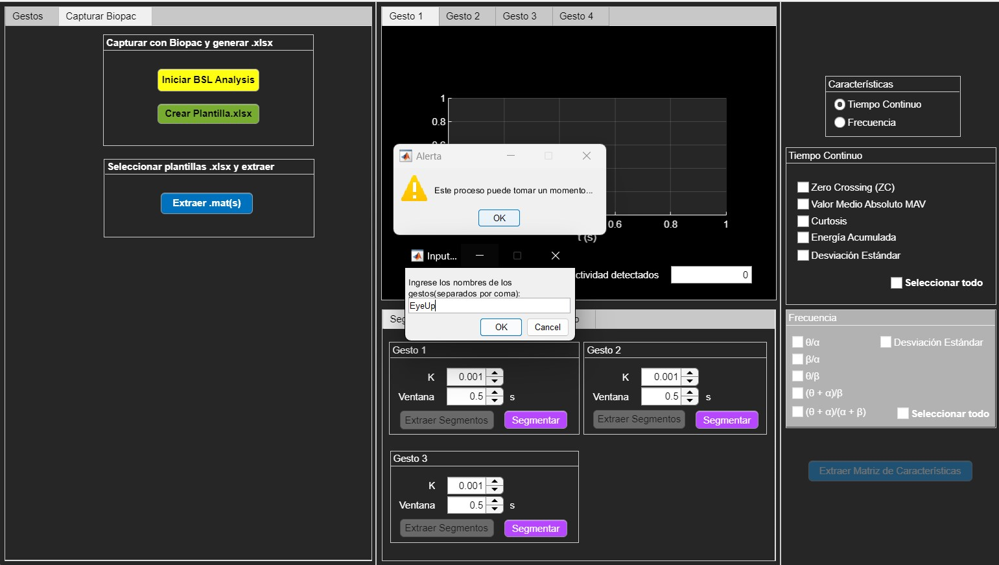 Gestos
Capturar Biopac
Capturar con Biopac y generar .xlsx
Iniciar BSL Analysis
Crear Plantilla.xlsx
Seleccionar plantillas .xlsx y extraer
Extraer .mat(s)
Gesto 1
Gesto 2
Gesto 3
Gesto 4
1
0.8
Alerta
Este proceso puede tomar un momento...
OK
0.6
0.8
1
t (s)
Input...
Ingrese los nombres de los
gestos(separados por coma):
EyeUp
OK
Cancel
ctividad detectados
0
Gesto 1
K
0.001
Ventana
0.5
s
Extraer Segmentos
Segmentar
Gesto 2
K
0.001
Ventana
0.5
s
Extraer Segmentos
Segmentar
Gesto 3
K
0.001
Ventana
0.5
s
Extraer Segmentos
Segmentar
Características
Tiempo Continuo
Frecuencia
Tiempo Continuo
Zero Crossing (ZC)
Valor Medio Absoluto MAV
Curtosis
Energía Acumulada
Desviación Estándar
Seleccionar todo
Frecuencia
θ/α
Desviación Estándar
β/α
θ/β
(θ + α)/β
(θ + α)/(α + β)
Seleccionar todo
Extraer Matriz de Características